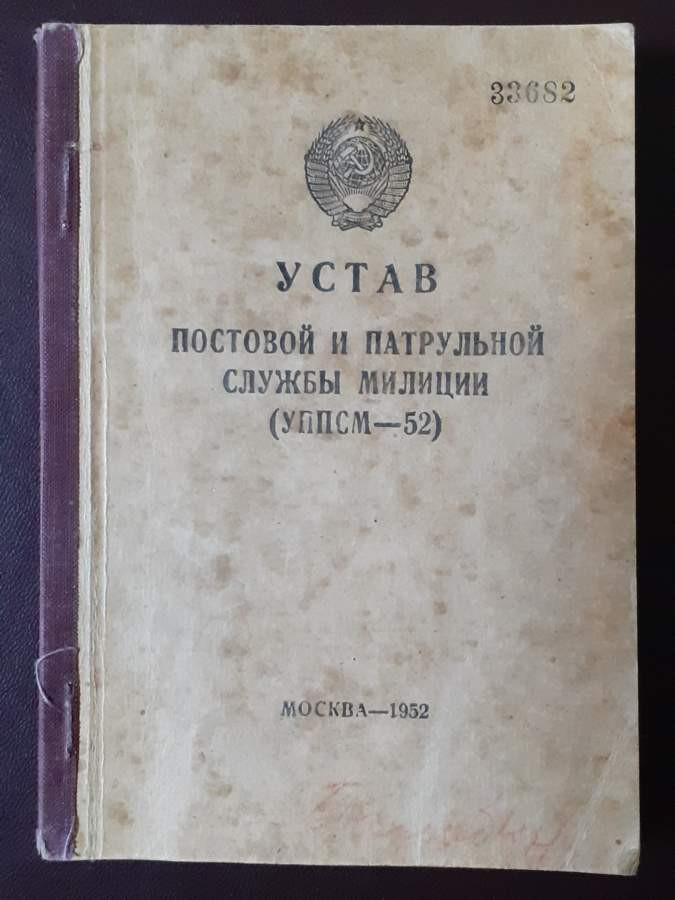 33682
УСТАВ
ПОСТОВОЙ И ПАТРУЛЬНОЙ
СЛУЖБЫ МИЛИЦИИ
(УППСМ—52)
МОСКВА—1952